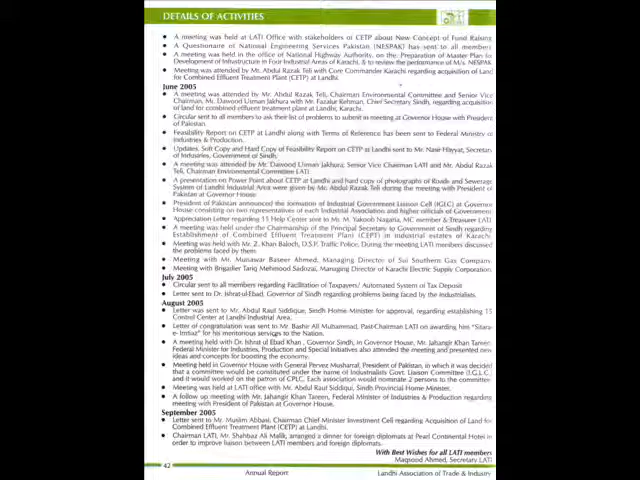 DETAILS OF ACTIVITIES
• A meeting was held at LATI Office with stakeholders of CETP about New Concept of Fund Raising
• A Questionaire of National Engineering Services Pakistan (NESPAK) has sent to all members
• A meeting was held in the office of National Highway Authority, on the, Preparation of Master Plan for
Development of Infrastructure in Four Industrial Areas of Karachi, & to review the performance of M/s. NESPAK
• Meeting was attended by Mr. Abdul Razak Teli with Core Commander Karachi regarding acquisition of Land
for Combined Effluent Treatment Plant (CETP) at Landhi.
June 2005
• A meeting was attended by Mr. Abdul Razak Teli, Chairman Environmental Committee and Senior Vice
Chairman, Mr. Dawood Usman Jakhura with Mr. Fazalur Rehman, Chief Secretary Sindh, regarding acquisition
of land for combined effluent treatment plant at Landhi, Karachi.
• Circular sent to all members to ask their list of problems to submit in meeting at Governor House with President
of Pakistan.
• Feasibility Report on CETP at Landhi along with Terms of Reference has been sent to Federal Ministry of
Industries & Production.
• Updates, Soft Copy and Hard Copy of Feasibility Report on CETP at Landhi sent to Mr. Nasir Hayyat, Secretary
of Industries, Government of Sindh.
• A meeting was attended by Mr. Dawood Usman Jakhura, Senior Vice Chairman LATI and Mr. Abdul Razak
Teli, Chairman Environmental Committee LATI
• A presentation on Power Point about CETP at Landhi and hard copy of photographs of Roads and Sewerage
System of Landhi Industrial Area were given by Mr. Abdul Razak Teli during the meeting with President of
Pakistan at Governor House
• President of Pakistan announced the formation of Industrial Government Liaison Cell (IGLC) at Governor
House consisting on two representatives of each Industrial Association and higher officials of Government
• Appreciation Letter regarding 15 Help Center sent to Mr. M. Yakoob Nagaria, MC member & Treasurer LATI
• A meeting was held under the Chairmanship of the Principal Secretary to Government of Sindh regarding
Establishment of Combined Effluent Treatment Plant (CEPT) in Industrial estates of Karachi.
• Meeting was held with Mr. Z. Khan Baloch, D.S.P. Traffic Police. During the meeting LATI members discussed
the problems faced by them
• Meeting with Mr. Munawar Baseer Ahmed, Managing Director of Sui Southern Gas Company
• Meeting with Brigadier Tariq Mehmood Sadozai, Managing Director of Karachi Electric Supply Corporation
July 2005
• Circular sent to all members regarding Facilitation of Taxpayers/ Automated System of Tax Deposit
• Letter sent to Dr. Ishrat-ul-Ebad, Governor of Sindh regarding problems being faced by the Industrialists.
August 2005
• Letter was sent to Mr. Abdul Rauf Siddique, Sindh Home Minister for approval, regarding establishing 15
Control Center at Landhi Industrial Area.
• Letter of congratulation was sent to Mr. Bashir Ali Muhammad, Past-Chairman LATI on awarding him "Sitara-
e- Imtiaz" for his meritorious services to the Nation.
• A meeting held with Dr. Ishrat ul Ebad Khan, Governor Sindh, in Governor House, Mr. Jahangir Khan Tareen
Federal Minister for Industries, Production and Special Initiatives also attended the meeting and presented new
ideas and concepts for boosting the economy.
• Meeting held in Governor House with General Pervez Musharraf, President of Pakistan, in which it was decided
that a committee would be constituted under the name of Industrialists Govt. Liaison Committee (I.G.L.C.)
and it would worked on the patron of CPLC. Each association would nominate 2 persons to the committee
• Meeting was held at LATI office with Mr. Abdul Rauf Siddiqui, Sindh Provincial Home Minister.
• A follow up meeting with Mr. Jahangir Khan Tareen, Federal Minister of Industries & Production regarding
meeting with President of Pakistan at Governor House.
September 2005
• Letter sent to Mr. Muslim Abbasi, Chairman Chief Minister Investment Cell regarding Acquisition of Land for
Combined Effluent Treatment Plant (CETP) at Landhi.
• Chairman LATI, Mr. Shahbaz Ali Malik, arranged a dinner for foreign diplomats at Pearl Continental Hotel in
order to improve liaison between LATI members and foreign diplomats.
With Best Wishes for all LATI members
Maqsood Ahmed, Secretary LATI
42
Annual Report
Landhi Association of Trade & Industry